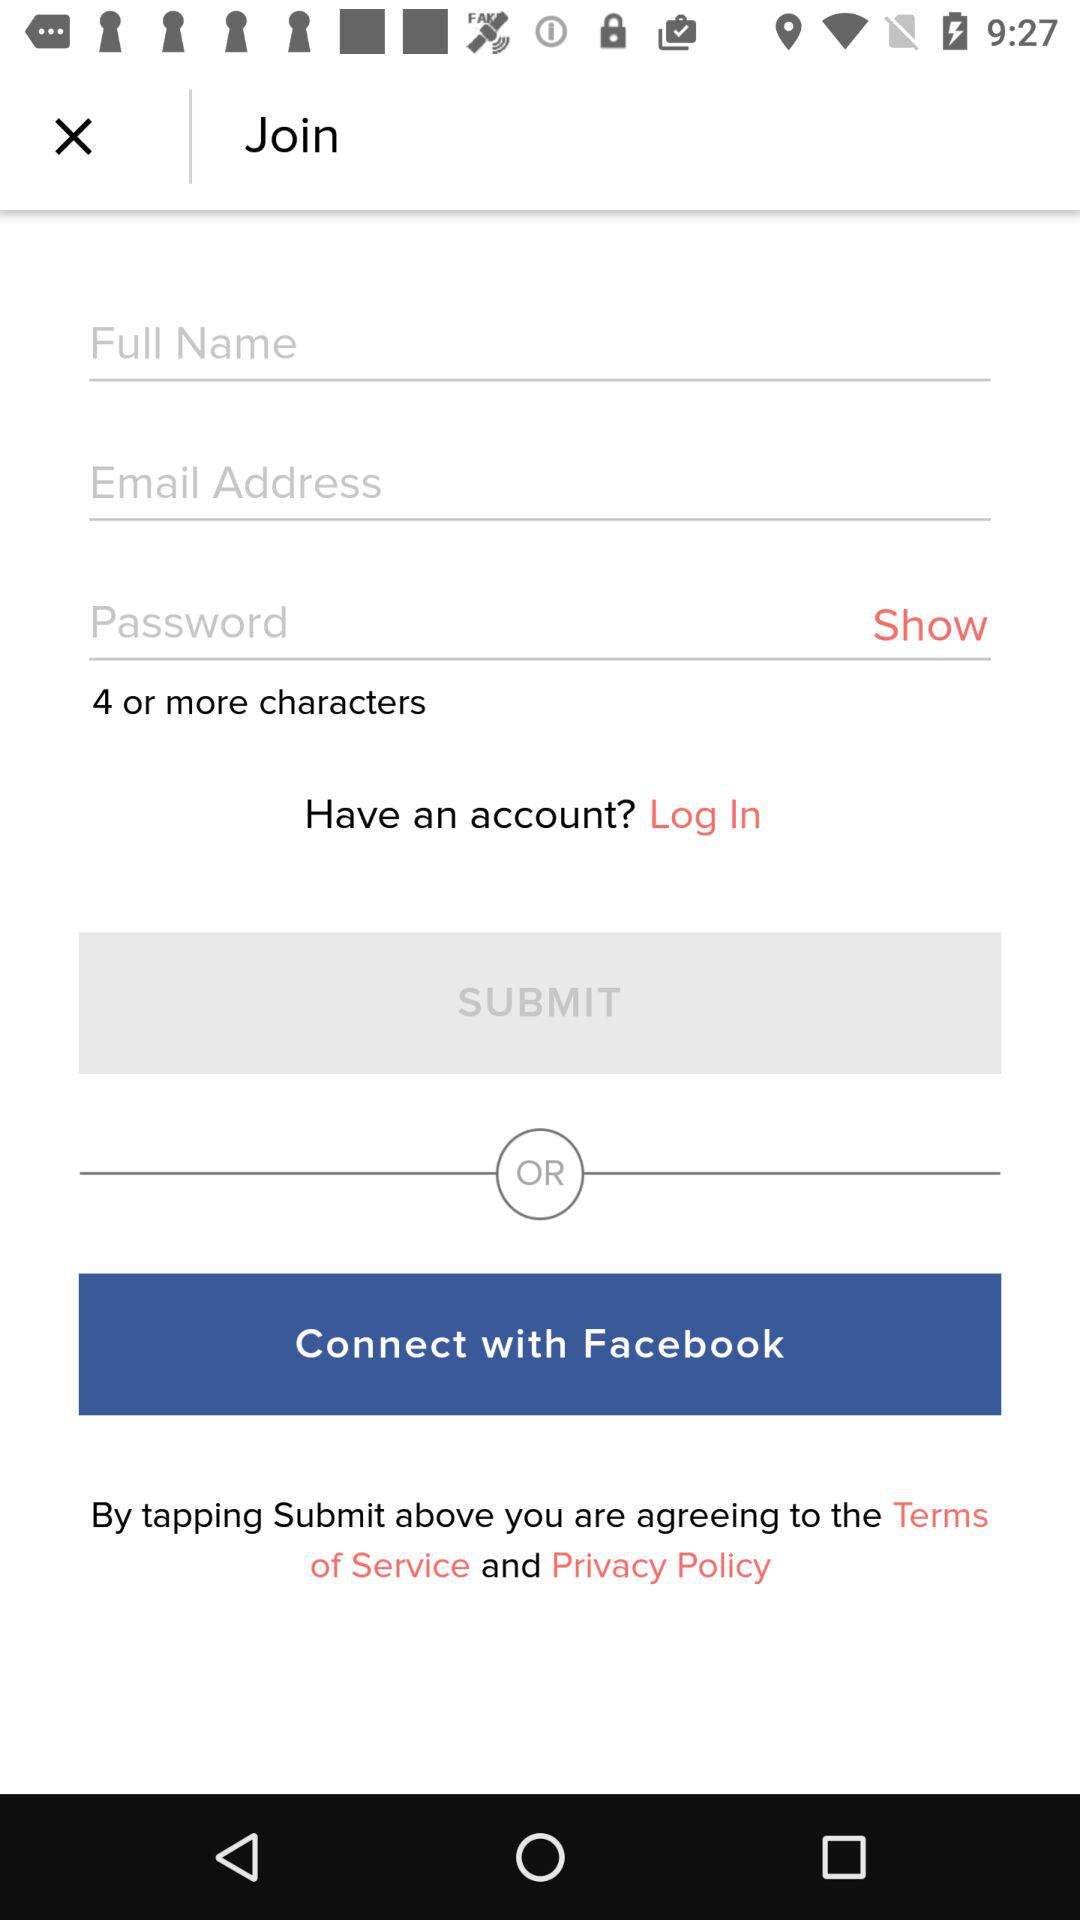 FAKE 9:27
Join
Full Name
Email Address
Password Show
4 or more characters
Have an account? Log In
SUBMIT
OR
Connect with Facebook
By tapping Submit above you are agreeing to the Terms
of Service and Privacy Policy